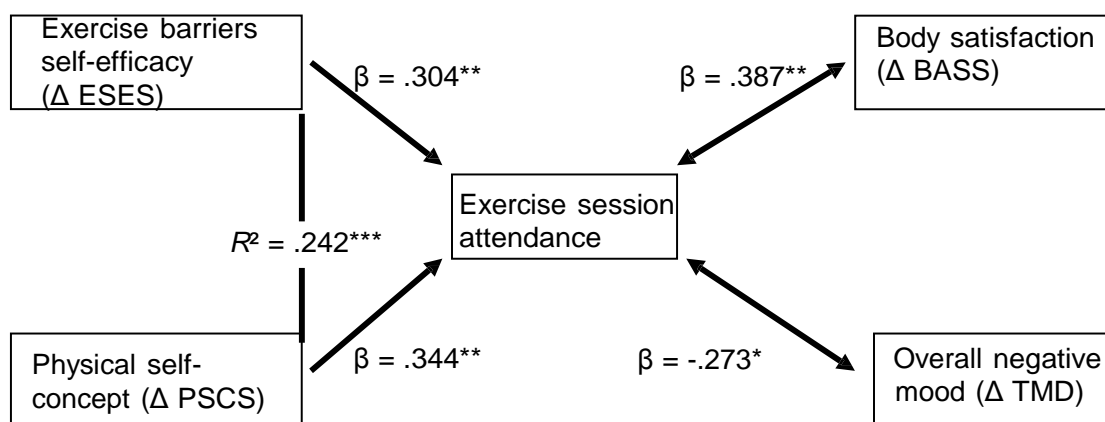 Exercise barriers
self-efficacy
(Δ ESES)
β = .304**
β = .387**
Body satisfaction
(Δ BASS)
Exercise session
attendance
R² = .242***
Physical self-
concept (Δ PSCS)
β = .344**
β = -.273*
Overall negative
mood (Δ TMD)